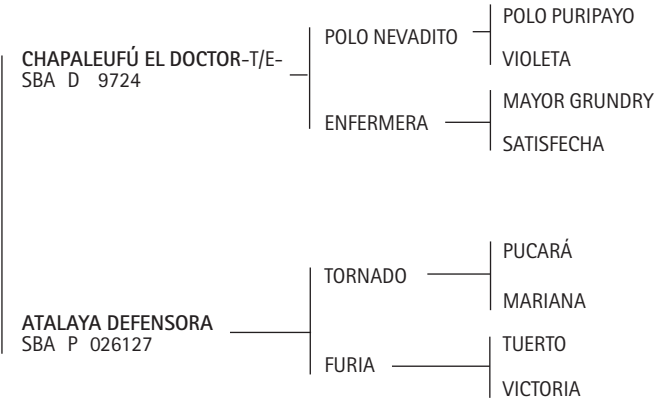 CHAPALEUFÚ EL DOCTOR-T/E-
SBA D 9724
POLO NEVADITO
POLO PURIPAYO
VIOLETA
ENFERMERA
MAYOR GRUNDRY
SATISFECHA
ATALAYA DEFENSORA
SBA P 026127
TORNADO
PUCARÁ
MARIANA
FURIA
TUERTO
VICTORIA